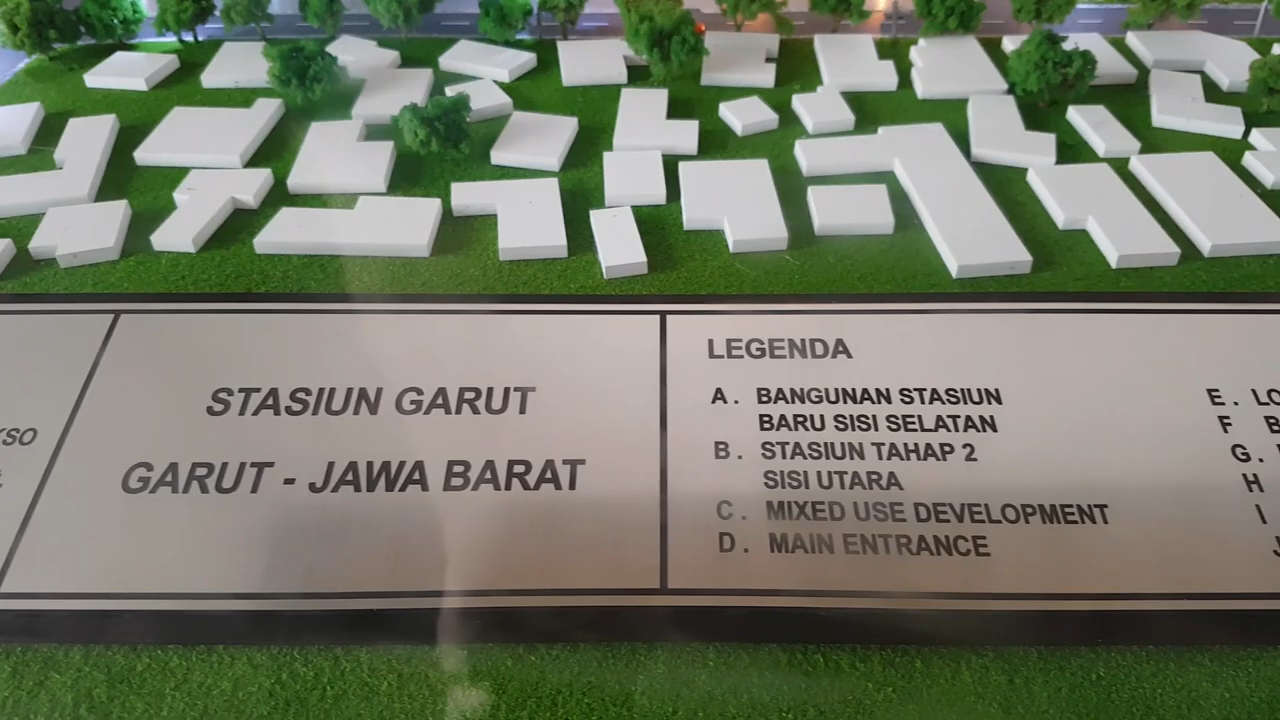 STASIUN GARUT
GARUT - JAWA BARAT
LEGENDA
A. BANGUNAN STASIUN
BARU SISI SELATAN
B. STASIUN TAHAP 2
SISI UTARA
C. MIXED USE DEVELOPMENT
D. MAIN ENTRANCE
E.
F
G.
H
I